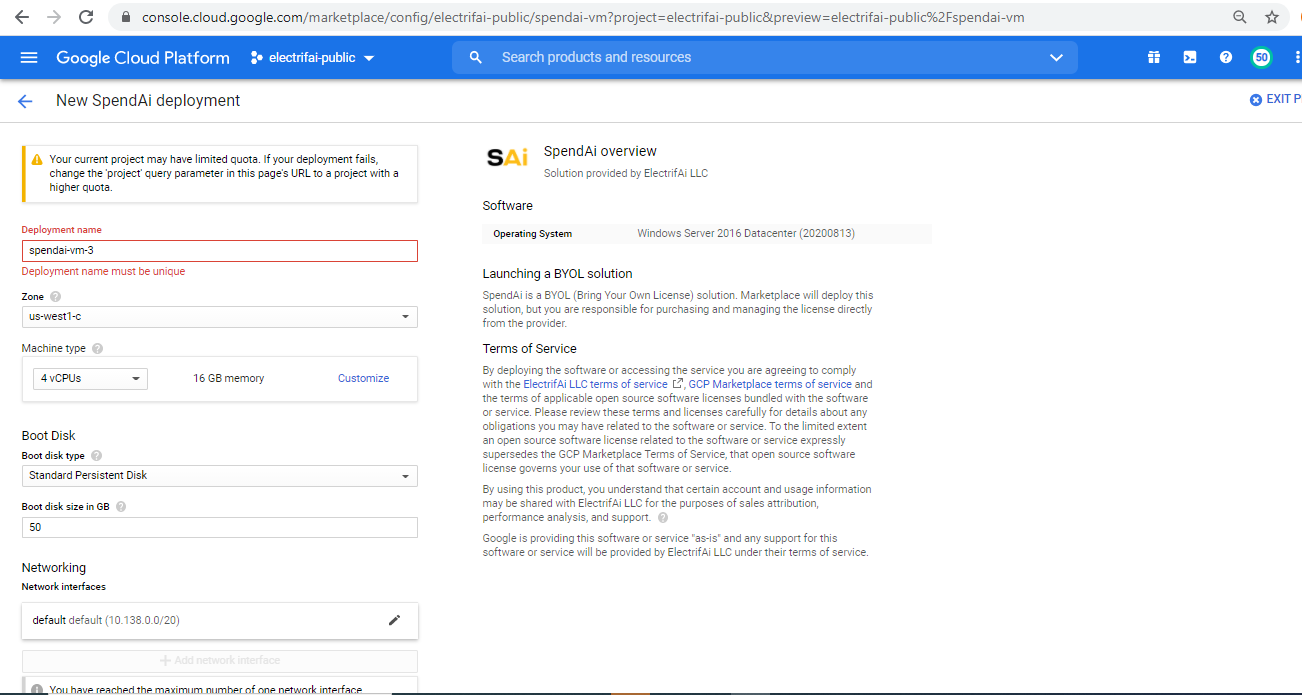 console.cloud.google.com/marketplace/config/electrifai-public/spendai-vm?project=electrifai-public&preview=electrifai-public%2Fspendai-vm
Google Cloud Platform
electrifai-public
Search products and resources
50
New SpendAi deployment
EXIT P
Your current project may have limited quota. If your deployment fails,
change the 'project' query parameter in this page's URL to a project with a
higher quota.
Deployment name
spendai-vm-3
Deployment name must be unique
Zone
us-west1-c
Machine type
4 vCPUs
16 GB memory
Customize
Boot Disk
Boot disk type
Standard Persistent Disk
Boot disk size in GB
50
Networking
Network interfaces
default default (10.138.0.0/20)
Add network interface
You have reached the maximum number of one network interface
SAi
SpendAi overview
Solution provided by ElectrifAi LLC
Software
Operating System
Windows Server 2016 Datacenter (20200813)
Launching a BYOL solution
SpendAi is a BYOL (Bring Your Own License) solution. Marketplace will deploy this
solution, but you are responsible for purchasing and managing the license directly
from the provider.
Terms of Service
By deploying the software or accessing the service you are agreeing to comply
with the ElectrifAi LLC terms of service, GCP Marketplace terms of service and
the terms of applicable open source software licenses bundled with the software
or service. Please review these terms and licenses carefully for details about any
obligations you may have related to the software or service. To the limited extent
an open source software license related to the software or service expressly
supersedes the GCP Marketplace Terms of Service, that open source software
license governs your use of that software or service.
By using this product, you understand that certain account and usage information
may be shared with ElectrifAi LLC for the purposes of sales attribution,
performance analysis, and support.
Google is providing this software or service "as-is" and any support for this
software or service will be provided by ElectrifAi LLC under their terms of service.